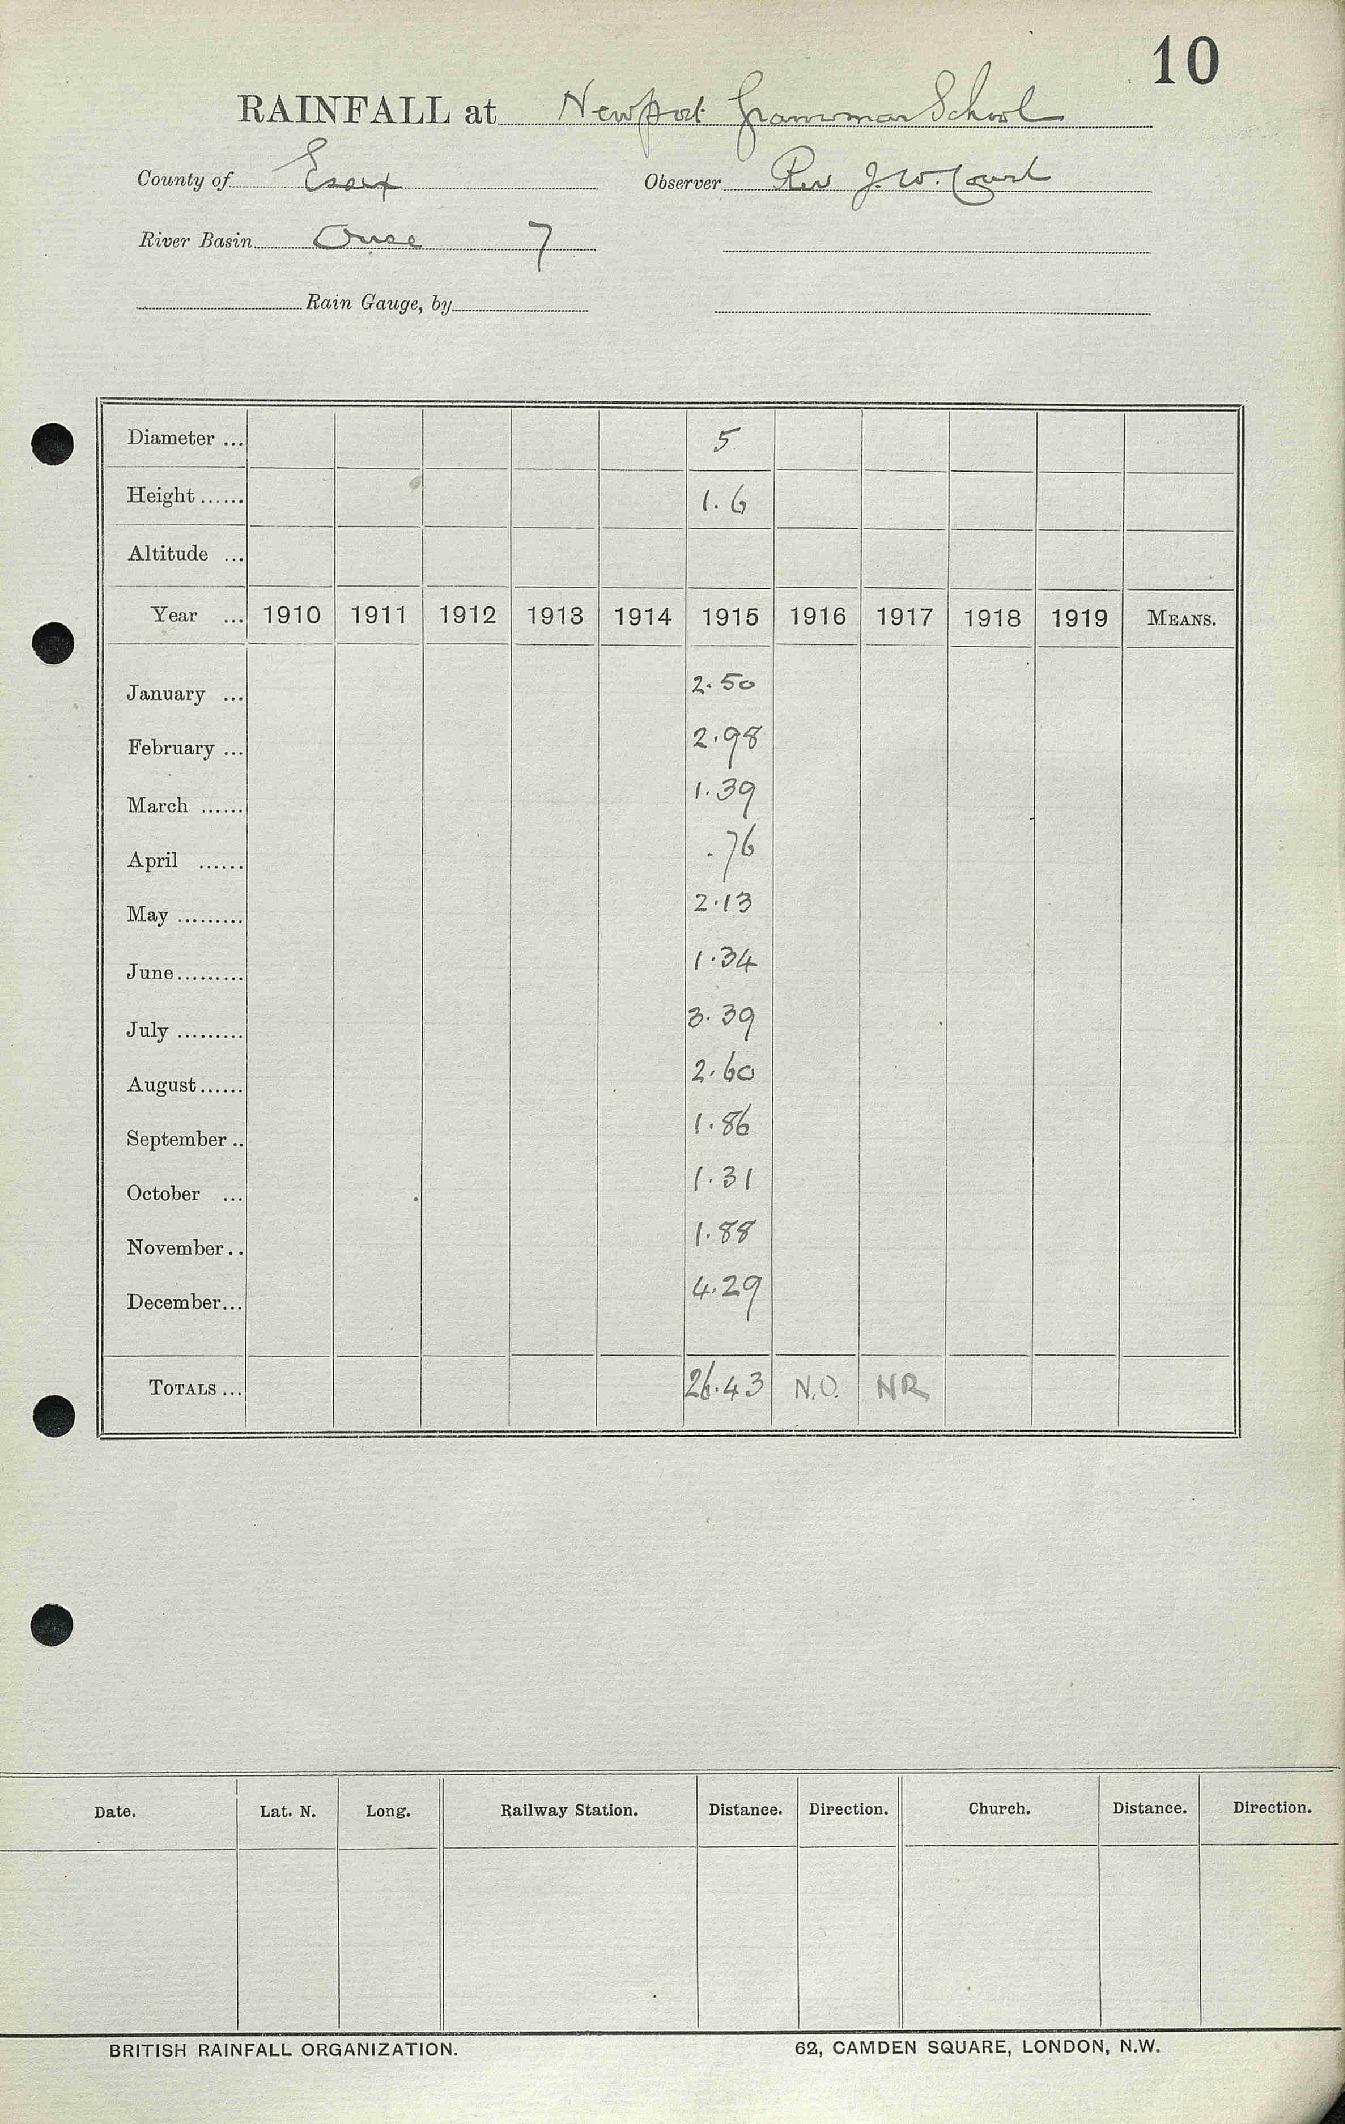 10
RAINFALL at Newport Grammar School
County of Essex Observer Rev J. W. Court
River Basin Ouse 7
Rain Gauge, by
Diameter ... 5
Height ...... 1.6
Altitude ...
Year ... 1910 1911 1912 1913 1914 1915 1916 1917 1918 1919 MEANS.
January ... 2.50
February ... 2.98
March ...... 1.39
April ...... .76
May ......... 2.13
June ......... 1.34
July ......... 3.39
August ...... 2.60
September .. 1.86
October ... 1.31
November .. 1.88
December ... 4.29
TOTALS ... 26.43 N.O. NR
Date. Lat. N. Long. Railway Station. Distance. Direction. Church. Distance. Direction.
BRITISH RAINFALL ORGANIZATION. 62, CAMDEN SQUARE, LONDON, N.W.